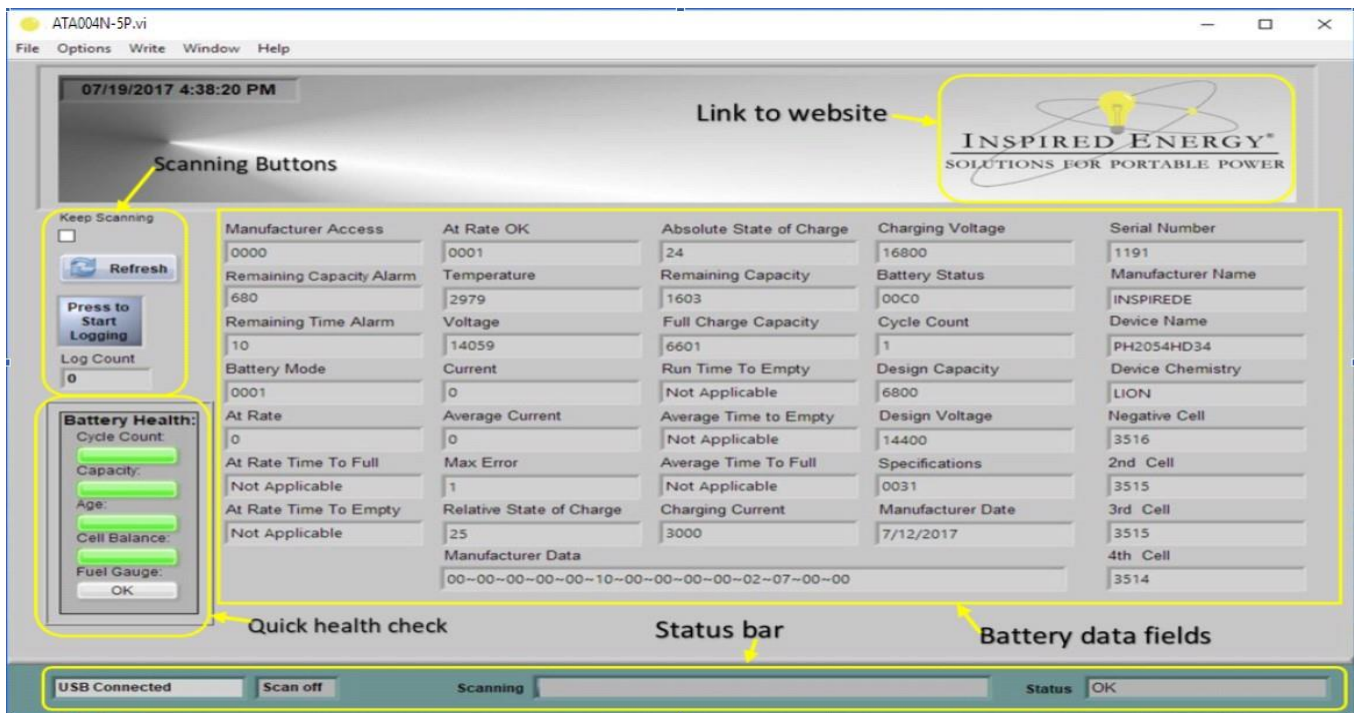 ATA004N-5P.vi
File Options Write Window Help
07/19/2017 4:38:20 PM
Link to website
INSPIRED ENERGY®
SOLUTIONS FOR PORTABLE POWER
Scanning Buttons
Keep Scanning
Refresh
Press to
Start
Logging
Log Count
0
Battery Health:
Cycle Count:
Capacity:
Age:
Cell Balance:
Fuel Gauge:
OK
Manufacturer Access
0000
Remaining Capacity Alarm
680
Remaining Time Alarm
10
Battery Mode
0001
At Rate
0
At Rate Time To Full
Not Applicable
At Rate Time To Empty
Not Applicable
At Rate OK
0001
Temperature
2979
Voltage
14059
Current
0
Average Current
0
Max Error
1
Relative State of Charge
25
Manufacturer Data
00~00~00~00~00~10~00~00~00~00~02~07~00~00
Absolute State of Charge
24
Remaining Capacity
1603
Full Charge Capacity
6601
Run Time To Empty
Not Applicable
Average Time to Empty
Not Applicable
Average Time To Full
Not Applicable
Charging Current
3000
Charging Voltage
16800
Battery Status
00C0
Cycle Count
1
Design Capacity
6800
Design Voltage
14400
Specifications
0031
Manufacturer Date
7/12/2017
Serial Number
1191
Manufacturer Name
INSPIREDE
Device Name
PH2054HD34
Device Chemistry
LION
Negative Cell
3516
2nd Cell
3515
3rd Cell
3515
4th Cell
3514
Quick health check
Status bar
Battery data fields
USB Connected
Scan off
Scanning
Status OK